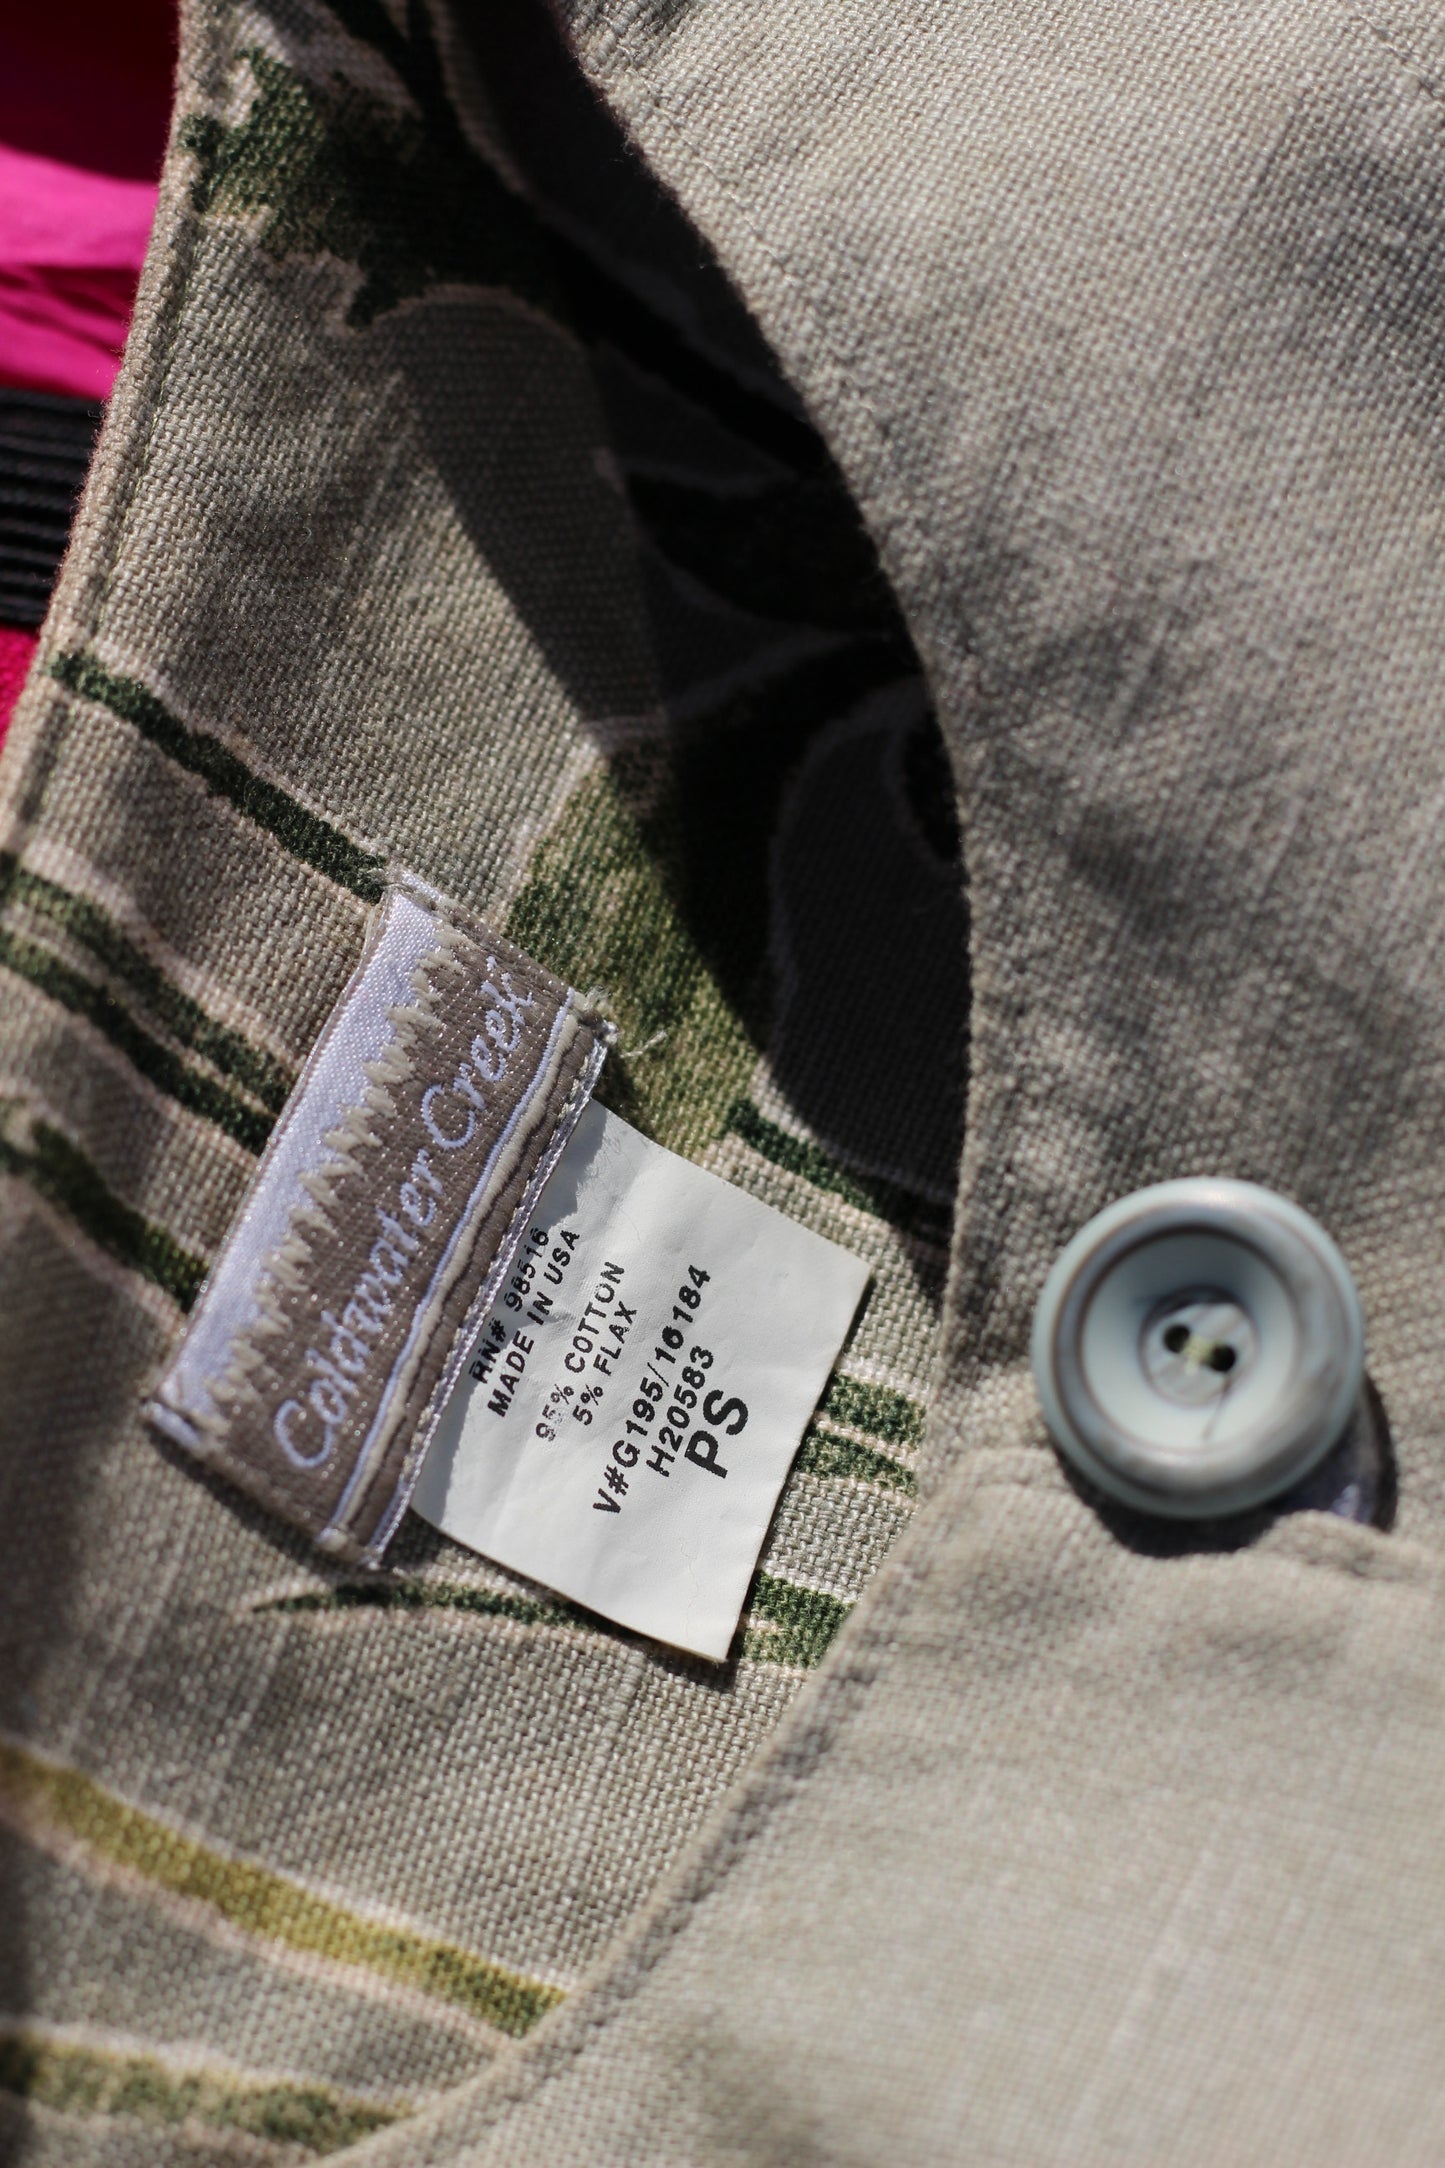 Coldwater Creek
RN# 98516
MADE IN USA
95% COTTON
5% FLAX
V#G195/16184
H20583
PS